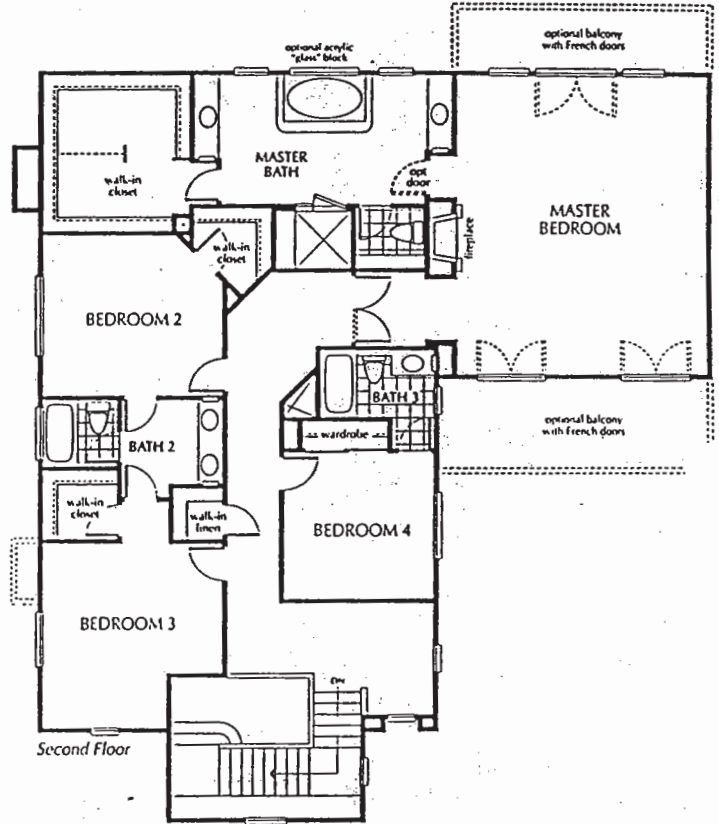 optional balcony
with French doors
optional acrylic
"glass" block
MASTER
BATH
opt
door
walk-in
closet
MASTER
BEDROOM
fireplace
walk-in
closet
BEDROOM 2
BATH 3
optional balcony
with French doors
wardrobe
BATH 2
walk-in
closet
walk-in
linen
BEDROOM 4
BEDROOM 3
DN
Second Floor